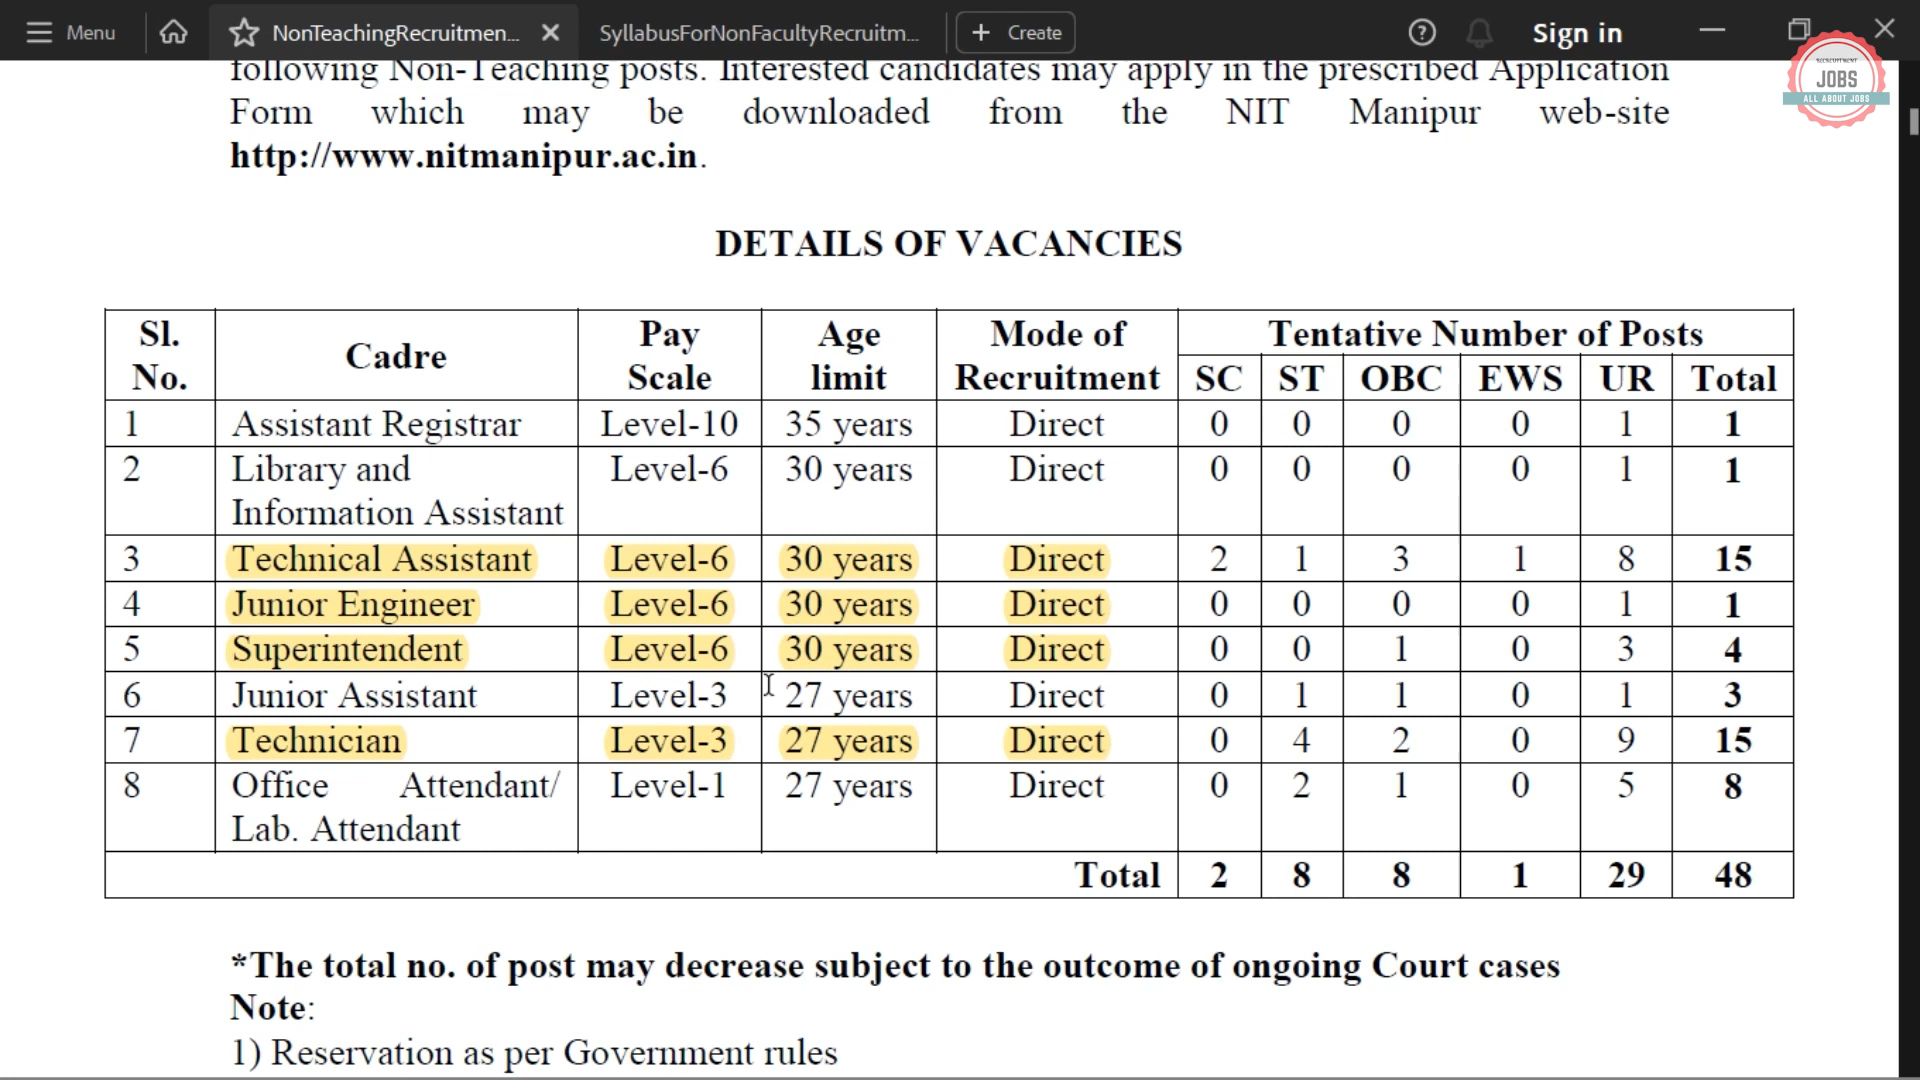 Menu
NonTeachingRecruitmen...
SyllabusForNonFacultyRecruitm...
+ Create
Sign in
JOBS
ALL ABOUT JOBS
following Non-Teaching posts. Interested candidates may apply in the prescribed Application
Form which may be downloaded from the NIT Manipur web-site
http://www.nitmanipur.ac.in.
DETAILS OF VACANCIES
Sl. No. Cadre Pay Scale Age limit Mode of Recruitment Tentative Number of Posts
SC ST OBC EWS UR Total
1 Assistant Registrar Level-10 35 years Direct 0 0 0 0 1 1
2 Library and Level-6 30 years Direct 0 0 0 0 1 1
Information Assistant
3 Technical Assistant Level-6 30 years Direct 2 1 3 1 8 15
4 Junior Engineer Level-6 30 years Direct 0 0 0 0 1 1
5 Superintendent Level-6 30 years Direct 0 0 1 0 3 4
6 Junior Assistant Level-3 27 years Direct 0 1 1 0 1 3
7 Technician Level-3 27 years Direct 0 4 2 0 9 15
8 Office Attendant/ Level-1 27 years Direct 0 2 1 0 5 8
Lab. Attendant
Total 2 8 8 1 29 48
*The total no. of post may decrease subject to the outcome of ongoing Court cases
Note:
1) Reservation as per Government rules